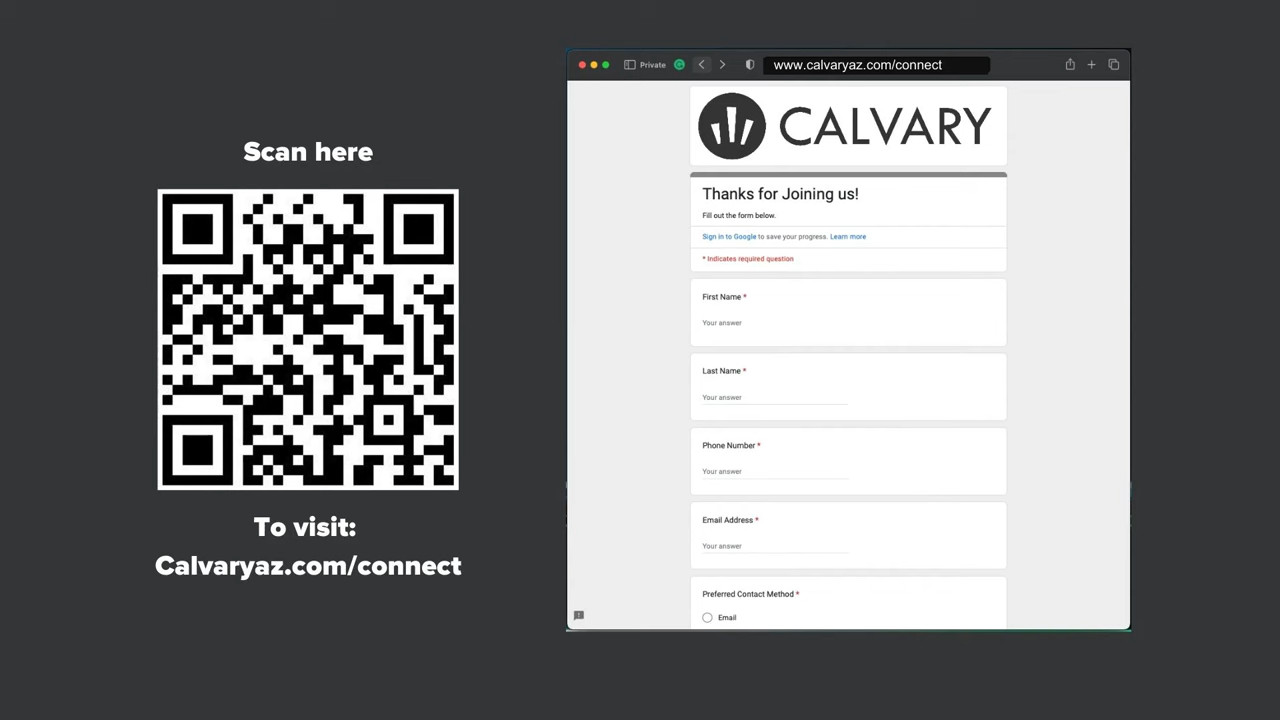 Scan here
To visit:
Calvaryaz.com/connect
Private
www.calvaryaz.com/connect
CALVARY
Thanks for Joining us!
Fill out the form below.
Sign in to Google to save your progress. Learn more
* Indicates required question
First Name *
Your answer
Last Name *
Your answer
Phone Number *
Your answer
Email Address *
Your answer
Preferred Contact Method *
Email